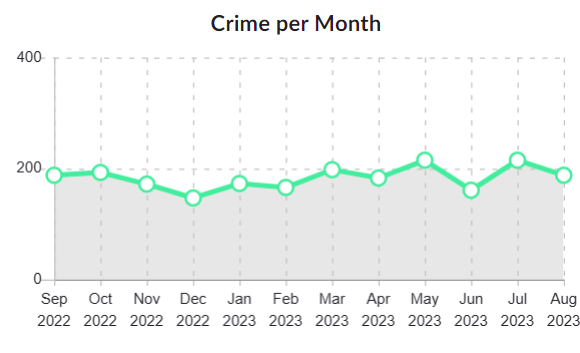 Crime per Month
400
200
0
Sep Oct Nov Dec Jan Feb Mar Apr May Jun Jul Aug
2022 2022 2022 2022 2023 2023 2023 2023 2023 2023 2023 2023